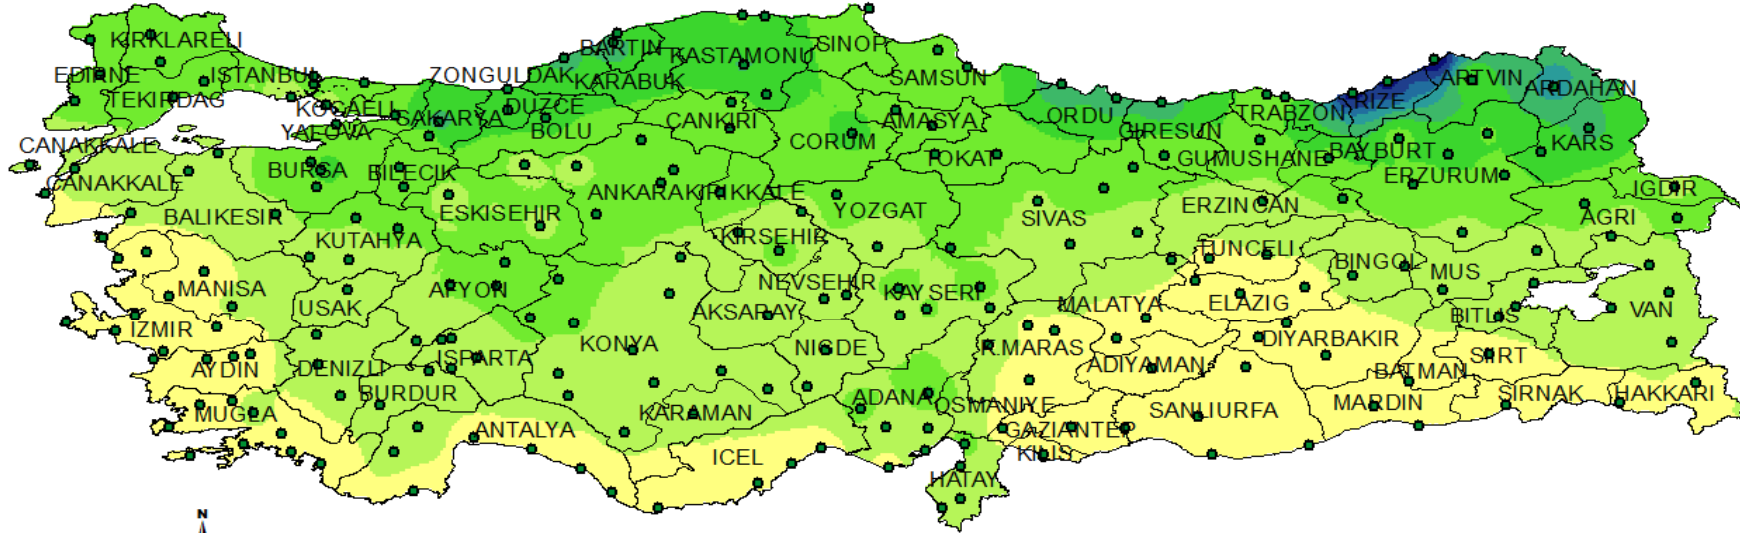 KIRKLARELI
EDIRNE
TEKIRDAG
ISTANBUL
KOCAELI
YALOVA
SAKARYA
ZONGULDAK
BARTIN
KARABUK
DUZCE
BOLU
KASTAMONU
SINOP
SAMSUN
CANKIRI
CORUM
AMASYA
TOKAT
ORDU
GIRESUN
TRABZON
GUMUSHANE
BAYBURT
RIZE
ARTVIN
ARDAHAN
KARS
IGDIR
AGRI
ERZURUM
ERZINCAN
CANAKKALE
CANAKKALE
BALIKESIR
BURSA
BILECIK
ESKISEHIR
KUTAHYA
ANKARA
KIRIKKALE
YOZGAT
SIVAS
KIRSEHIR
NEVSEHIR
KAYSERI
TUNCELI
BINGOL
MUS
MANISA
USAK
AFYON
AKSARAY
MALATYA
ELAZIG
BITLIS
VAN
IZMIR
AYDIN
DENIZLI
ISPARTA
BURDUR
KONYA
NIGDE
K.MARAS
ADIYAMAN
DIYARBAKIR
SIIRT
BATMAN
SIRNAK
HAKKARI
MUGLA
ANTALYA
KARAMAN
ICEL
ADANA
OSMANIYE
GAZIANTEP
KILIS
SANLIURFA
MARDIN
HATAY
N